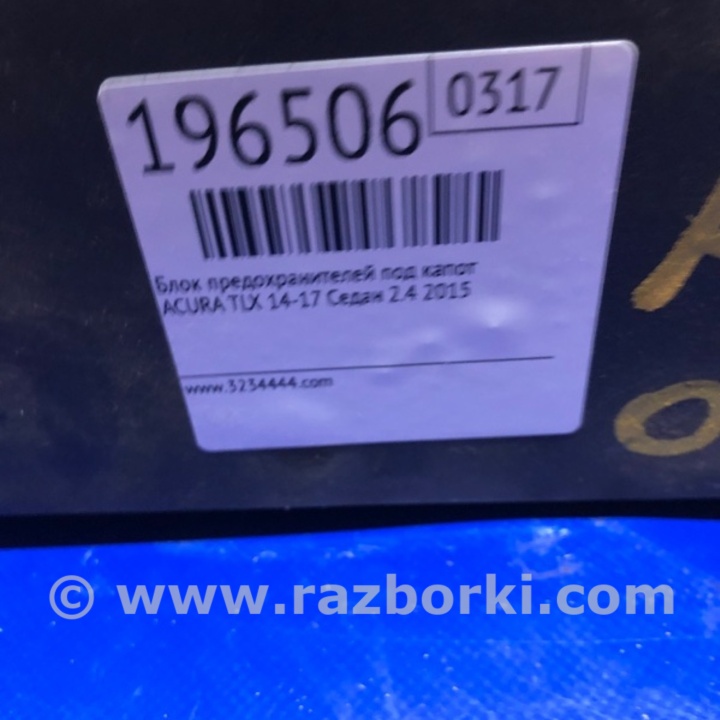 196506
0317
Блок предохранителей под капот
ACURA TLX 14-17 Седан 2.4 2015
www.3234444.com
© www.razborki.com